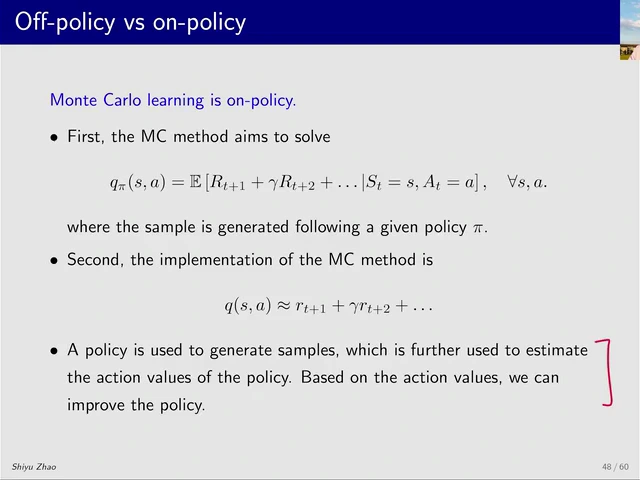 Off-policy vs on-policy
Monte Carlo learning is on-policy.
• First, the MC method aims to solve
qπ(s, a) = 𝔼 [Rt+1 + γRt+2 + . . . |St = s, At = a] ,   ∀s, a.
where the sample is generated following a given policy π.
• Second, the implementation of the MC method is
q(s, a) ≈ rt+1 + γrt+2 + . . .
• A policy is used to generate samples, which is further used to estimate
the action values of the policy. Based on the action values, we can
improve the policy.
Shiyu Zhao
48 / 60